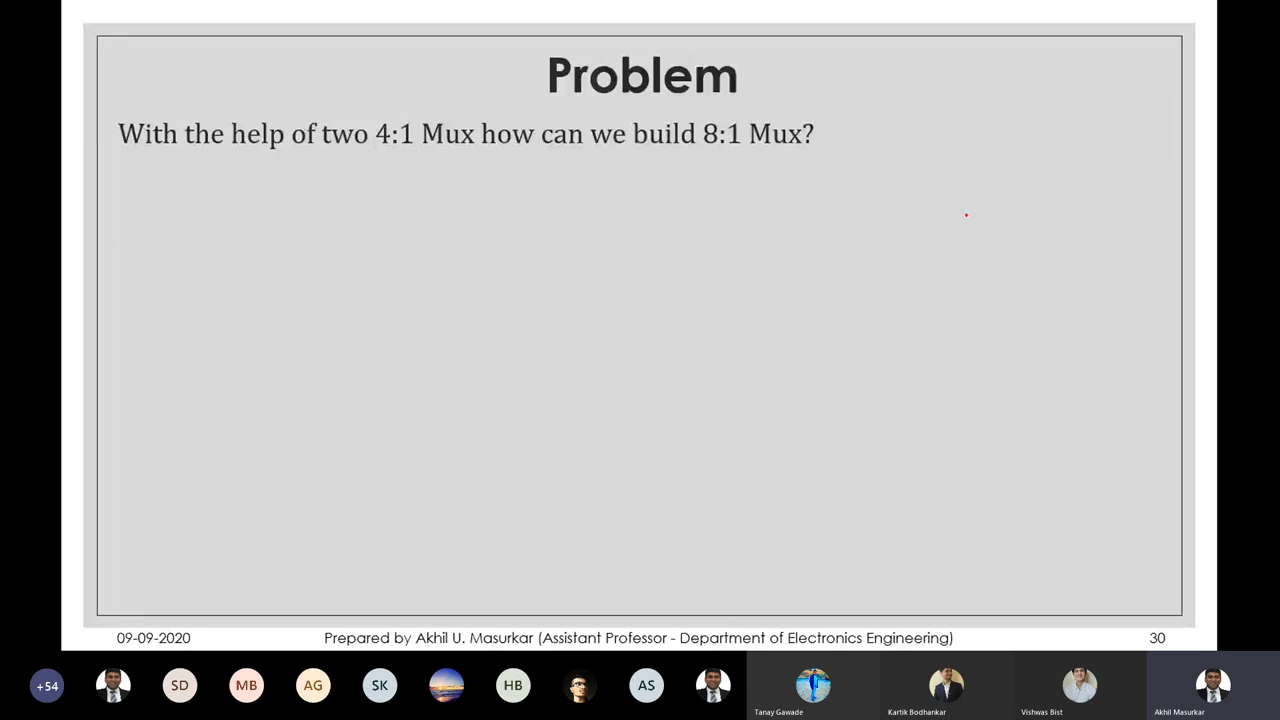 Problem
With the help of two 4:1 Mux how can we build 8:1 Mux?
09-09-2020 Prepared by Akhil U. Masurkar (Assistant Professor - Department of Electronics Engineering) 30
+54 SD MB AG SK HB AS
Tanay Gawade Kartik Bodhankar Vishwas Bist Akhil Masurkar